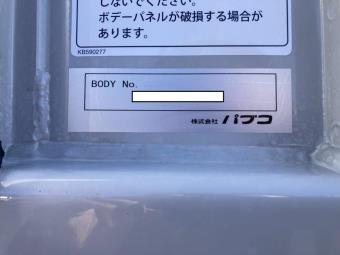 しないでください。
ボデーパネルが破損する場合が
あります。
KB590277
BODY No.
株式会社 パブコ